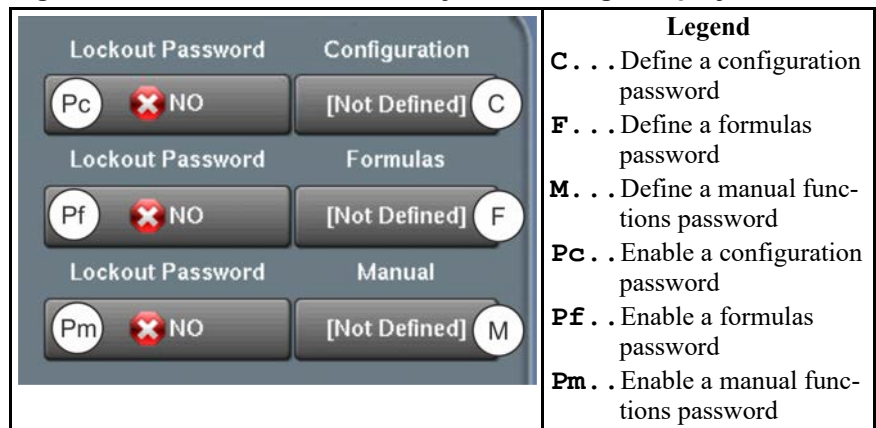 Lockout Password Configuration
Pc NO [Not Defined] C
Lockout Password Formulas
Pf NO [Not Defined] F
Lockout Password Manual
Pm NO [Not Defined] M
Legend
C...Define a configuration
password
F...Define a formulas
password
M...Define a manual func-
tions password
Pc..Enable a configuration
password
Pf..Enable a formulas
password
Pm..Enable a manual func-
tions password